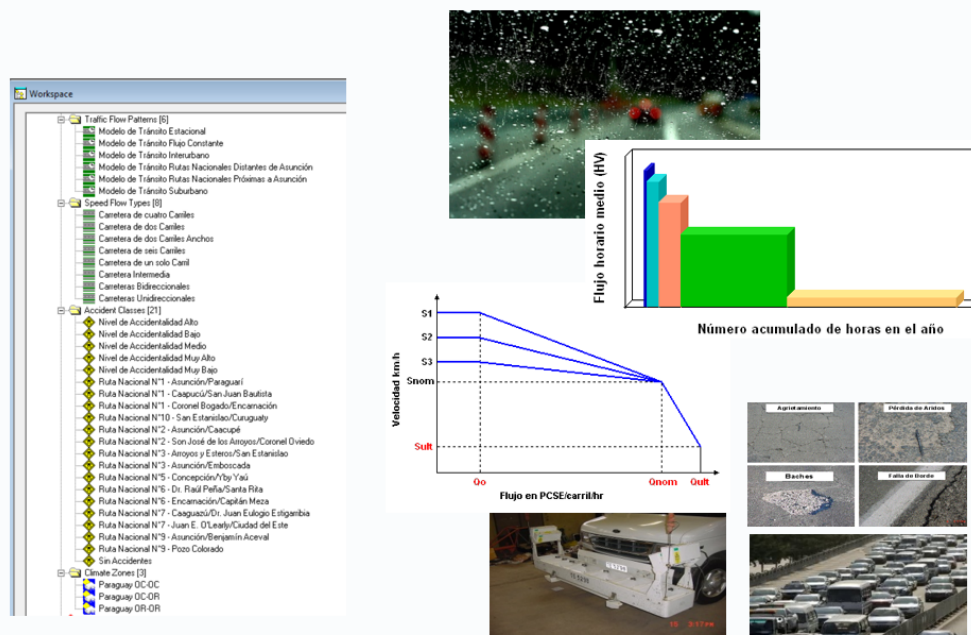 Workspace
Traffic Flow Patterns [6]
Modelo de Tránsito Estacional
Modelo de Tránsito Flujo Constante
Modelo de Tránsito Interurbano
Modelo de Tránsito Rutas Nacionales Distantes de Asunción
Modelo de Tránsito Rutas Nacionales Próximas a Asunción
Modelo de Tránsito Suburbano
Speed Flow Types [8]
Carretera de cuatro Carriles
Carretera de dos Carriles
Carretera de dos Carriles Anchos
Carretera de seis Carriles
Carretera de un solo Carril
Carretera Intermedia
Carreteras Bidireccionales
Carreteras Unidireccionales
Accident Classes [21]
Nivel de Accidentalidad Alto
Nivel de Accidentalidad Bajo
Nivel de Accidentalidad Medio
Nivel de Accidentalidad Muy Alto
Nivel de Accidentalidad Muy Bajo
Ruta Nacional N°1 - Asunción/Paraguarí
Ruta Nacional N°1 - Caapucú/San Juan Bautista
Ruta Nacional N°1 - Coronel Bogado/Encarnación
Ruta Nacional N°10 - San Estanislao/Curuguaty
Ruta Nacional N°2 - Asunción/Caacupé
Ruta Nacional N°2 - Son José de los Arroyos/Coronel Oviedo
Ruta Nacional N°3 - Arroyos y Esteros/San Estanislao
Ruta Nacional N°3 - Asunción/Emboscada
Ruta Nacional N°5 - Concepción/Yby Yaú
Ruta Nacional N°6 - Dr. Raúl Peña/Santa Rita
Ruta Nacional N°6 - Encarnación/Capitán Meza
Ruta Nacional N°7 - Caaguazú/Dr. Juan Eulogio Estigarribia
Ruta Nacional N°7 - Juan E. O'Learly/Ciudad del Este
Ruta Nacional N°9 - Asunción/Benjamín Aceval
Ruta Nacional N°9 - Pozo Colorado
Sin Accidentes
Climate Zones [3]
Paraguay OC-OC
Paraguay OC-OR
Paraguay OR-OR
Flujo horario medio (HV)
Número acumulado de horas en el año
Velocidad km/h
S1
S2
S3
Snom
Sult
Qo
Qnom
Qult
Flujo en PCSE/carril/hr
Agrietamiento
Pérdida de Aridos
Baches
Falla de Borde